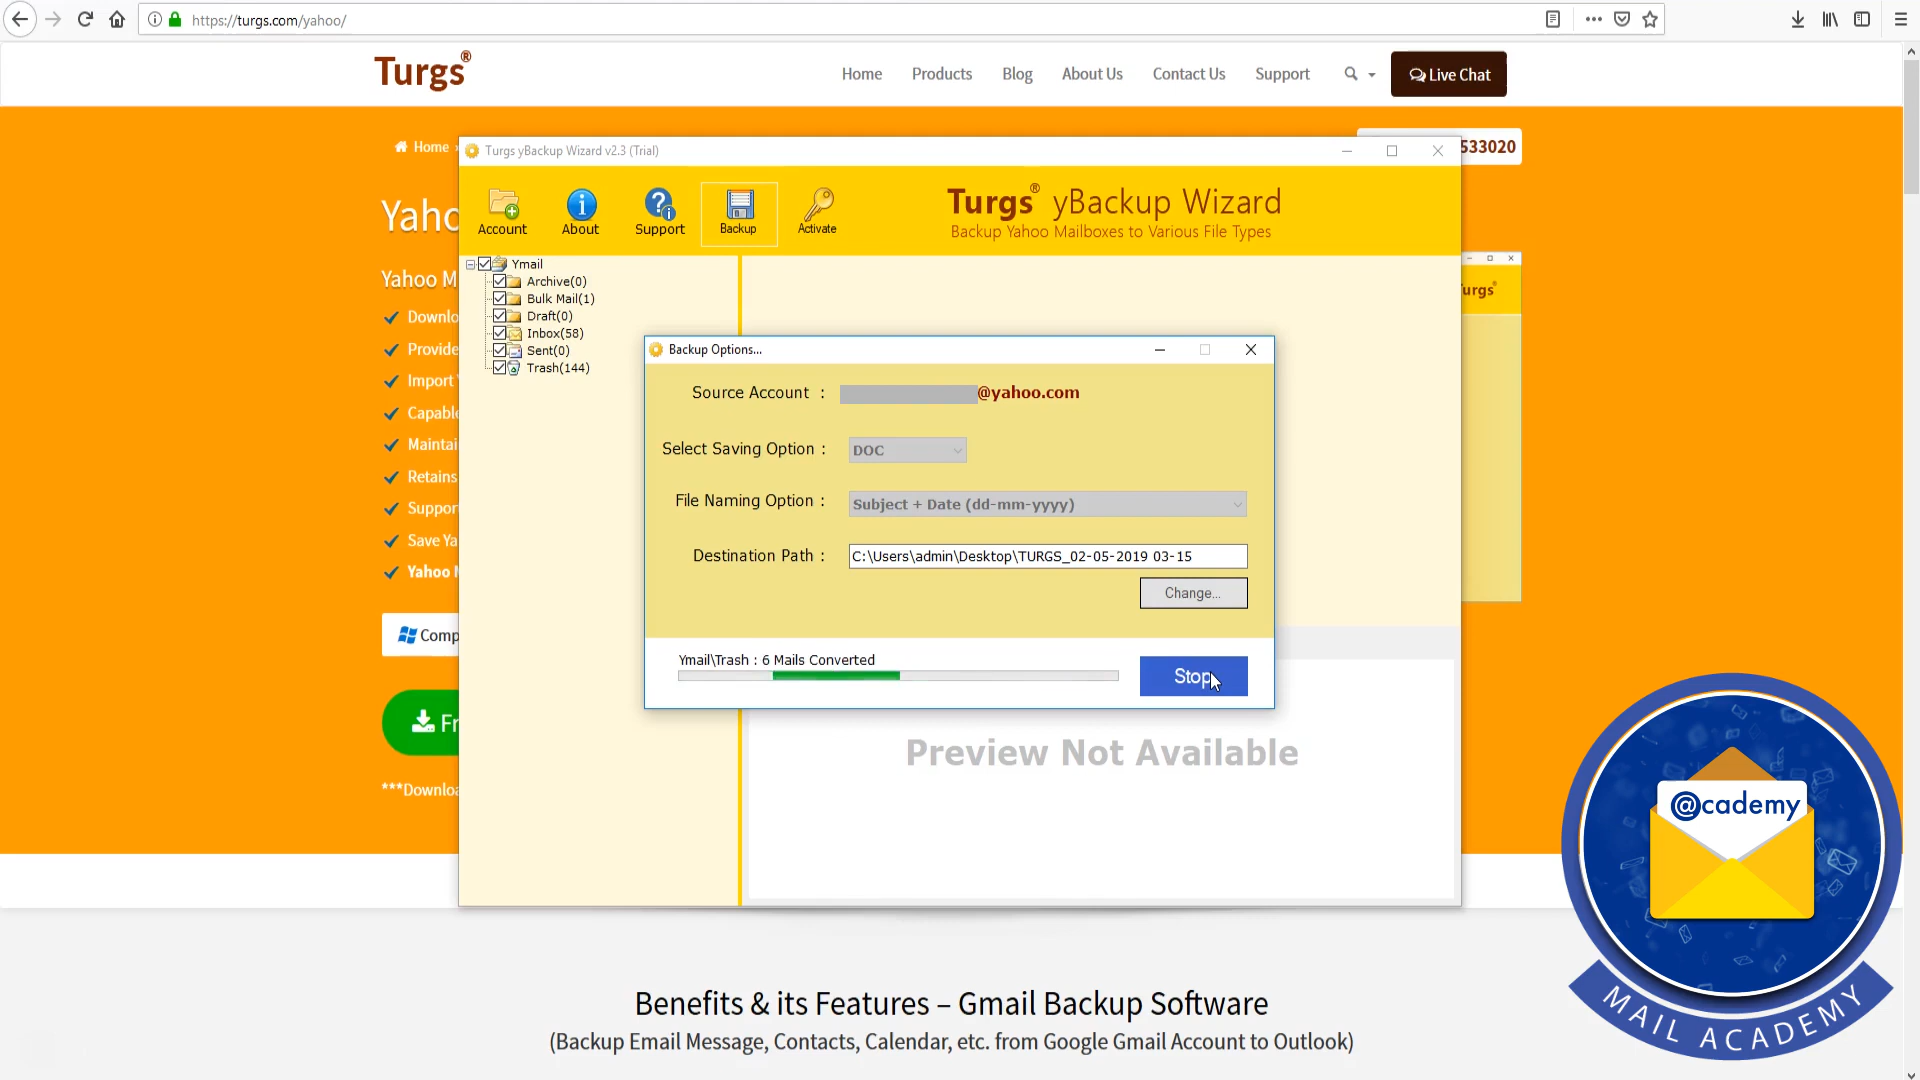 https://turgs.com/yahoo/
Turgs®
Home
Products
Blog
About Us
Contact Us
Support
Live Chat
Home »
533020
Turgs yBackup Wizard v2.3 (Trial)
Account
About
Support
Backup
Activate
Turgs® yBackup Wizard
Backup Yahoo Mailboxes to Various File Types
Yaho
Yahoo M
Downlo
Provide
Import
Capable
Maintai
Retains
Suppor
Save Ya
Yahoo
Comp
Fr
***Downloa
urgs®
Ymail
Archive(0)
Bulk Mail(1)
Draft(0)
Inbox(58)
Sent(0)
Trash(144)
Backup Options...
Source Account :
@yahoo.com
Select Saving Option :
DOC
File Naming Option :
Subject + Date (dd-mm-yyyy)
Destination Path :
C:\Users\admin\Desktop\TURGS_02-05-2019 03-15
Change...
Ymail\Trash : 6 Mails Converted
Stop
Preview Not Available
@cademy
MAIL ACADEMY
Benefits & its Features – Gmail Backup Software
(Backup Email Message, Contacts, Calendar, etc. from Google Gmail Account to Outlook)